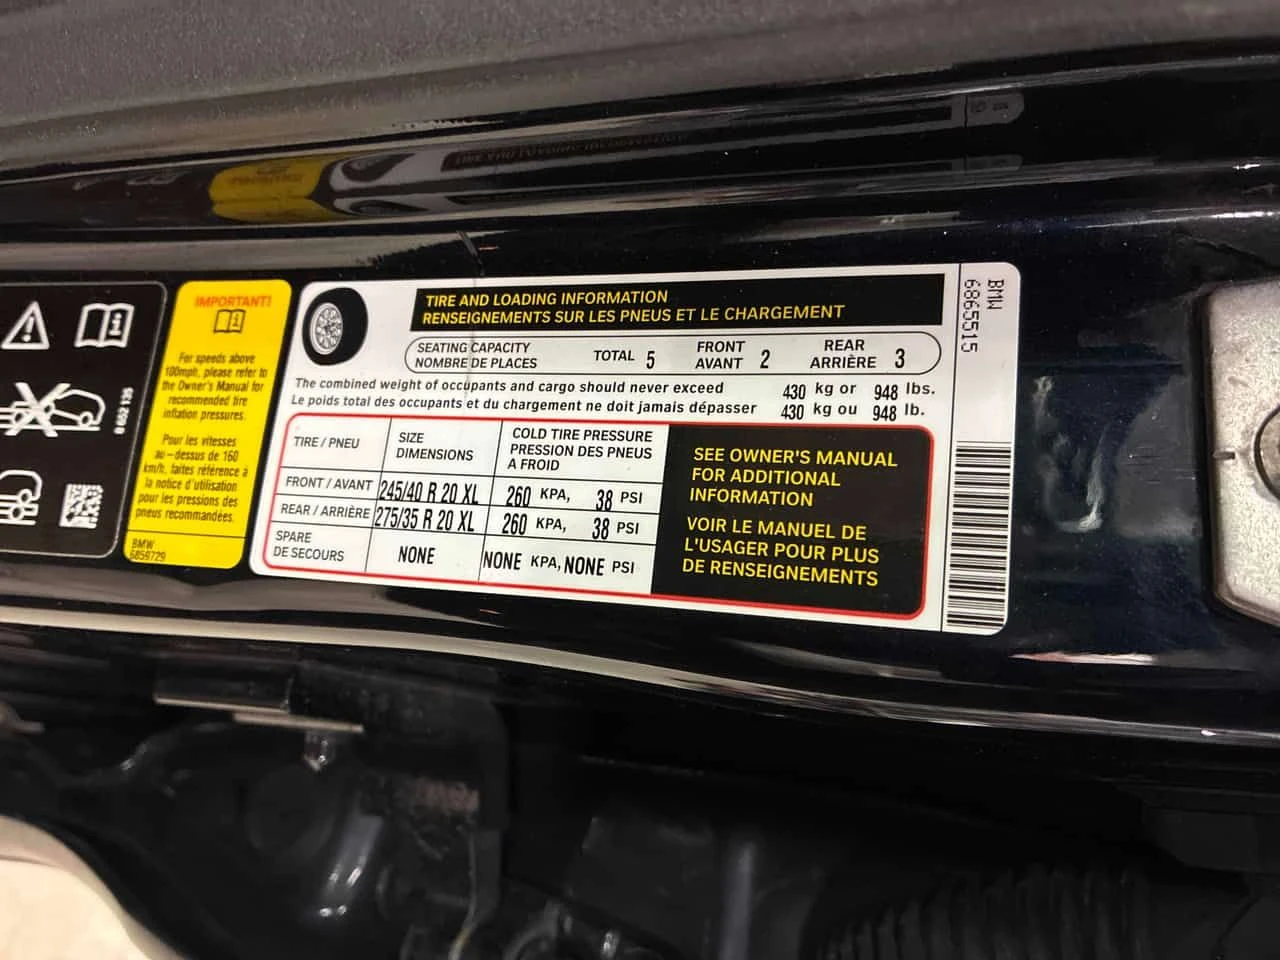 8 652 135
IMPORTANT!
For speeds above
100mph, please refer to
the Owner's Manual for
recommended tire
inflation pressures.
Pour les vitesses
au-dessus de 160
km/h, faites référence à
la notice d'utilisation
pour les pressions des
pneus recommandées.
BMW
6859729
TIRE AND LOADING INFORMATION
RENSEIGNEMENTS SUR LES PNEUS ET LE CHARGEMENT
SEATING CAPACITY
NOMBRE DE PLACES
TOTAL 5
FRONT
AVANT 2
REAR
ARRIÈRE 3
The combined weight of occupants and cargo should never exceed 430 kg or 948 lbs.
Le poids total des occupants et du chargement ne doit jamais dépasser 430 kg ou 948 lb.
TIRE / PNEU
SIZE
DIMENSIONS
COLD TIRE PRESSURE
PRESSION DES PNEUS
A FROID
FRONT / AVANT 245/40 R 20 XL 260 KPA, 38 PSI
REAR / ARRIÈRE 275/35 R 20 XL 260 KPA, 38 PSI
SPARE
DE SECOURS
NONE NONE KPA, NONE PSI
SEE OWNER'S MANUAL
FOR ADDITIONAL
INFORMATION
VOIR LE MANUEL DE
L'USAGER POUR PLUS
DE RENSEIGNEMENTS
BMW
6865515